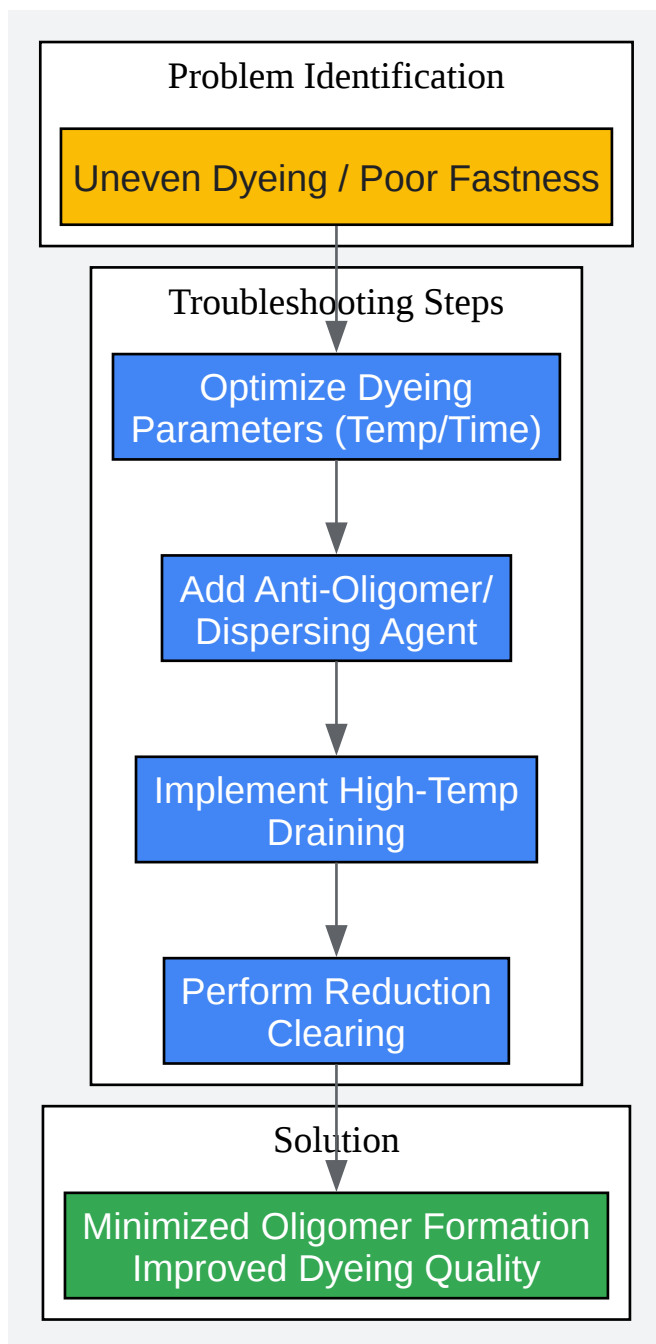 Problem Identification
Uneven Dyeing / Poor Fastness
Troubleshooting Steps
Optimize Dyeing
Parameters (Temp/Time)
Add Anti-Oligomer/
Dispersing Agent
Implement High-Temp
Draining
Perform Reduction
Clearing
Solution
Minimized Oligomer Formation
Improved Dyeing Quality